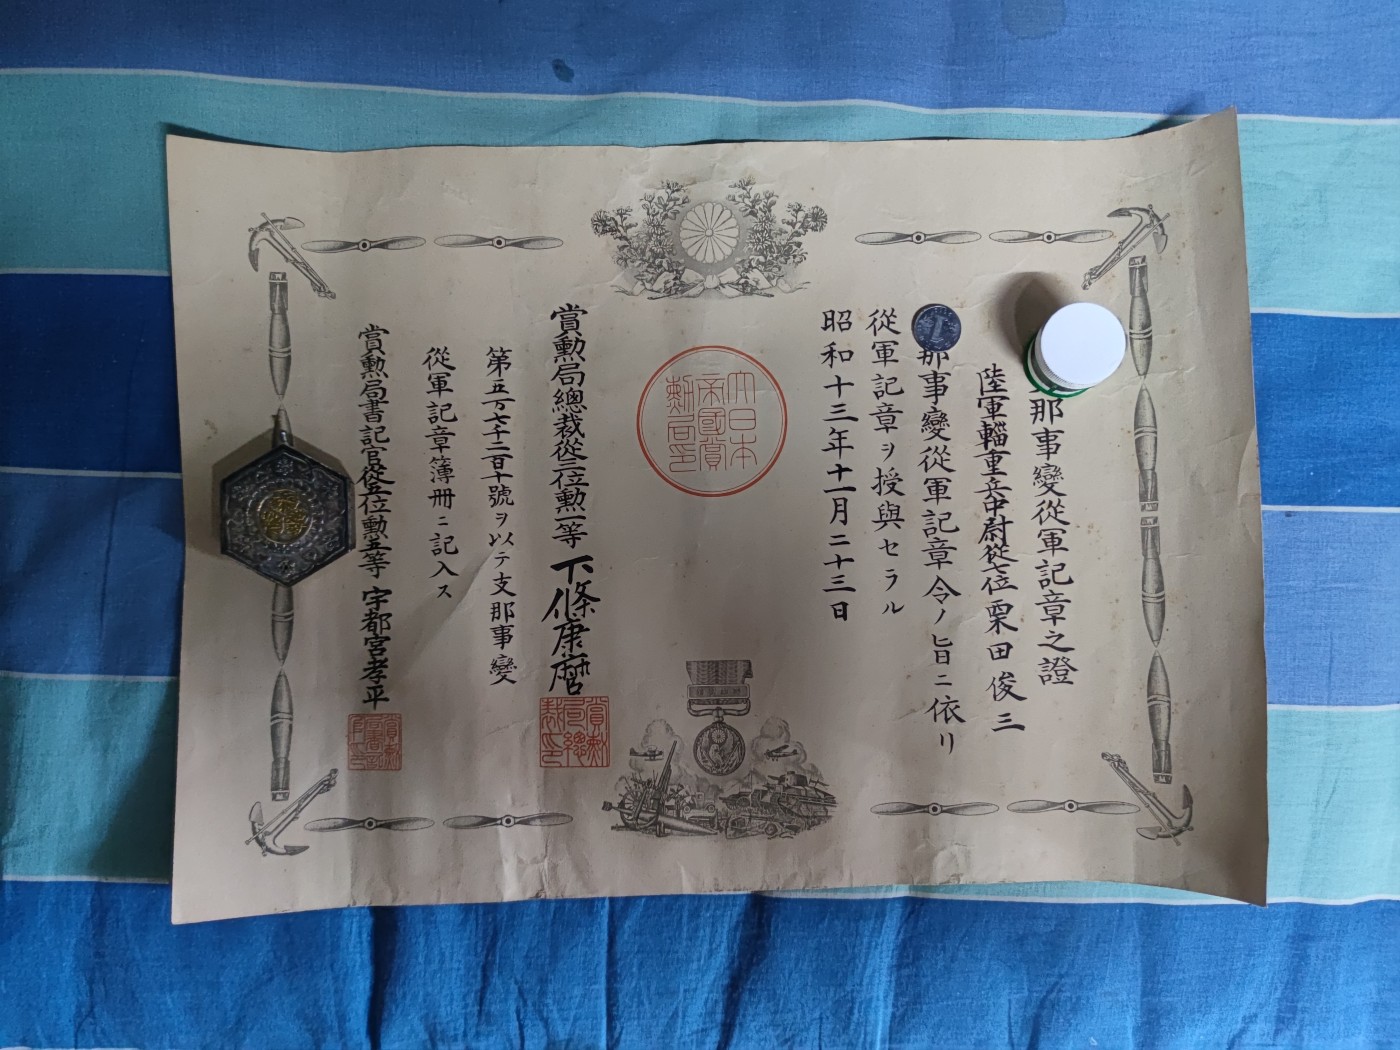 那事變從軍記章之證
陸軍輜重兵中尉從七位栗田俊三
那事變從軍記章令ノ旨ニ依リ
從軍記章ヲ授與セラル
昭和十三年十一月二十三日
大日本
帝國賞
勲局印
賞勲局總裁從三位勲一等下條康麿
第五万七千二百十號ヲ以テ支那事變
從軍記章簿册ニ記入ス
賞勲局書記官從五位勲五等宇都宮孝平